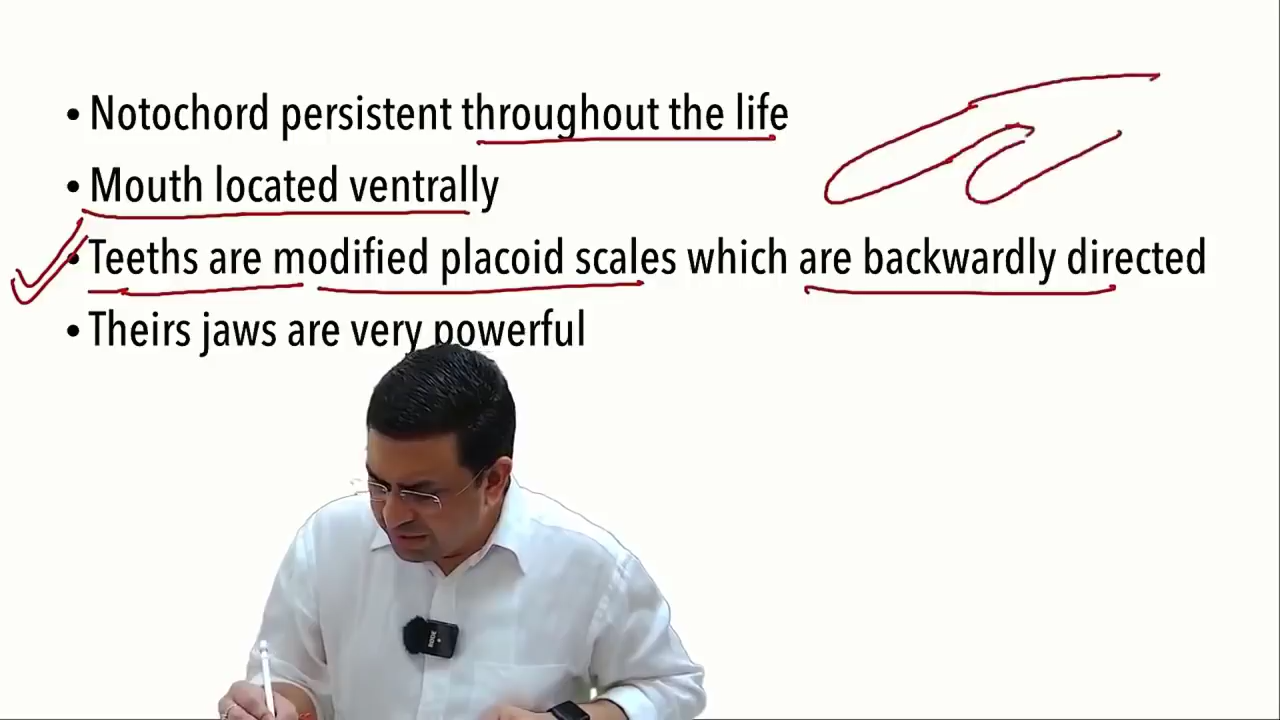 • Notochord persistent throughout the life
• Mouth located ventrally
• Teeths are modified placoid scales which are backwardly directed
• Theirs jaws are very powerful
RØDE